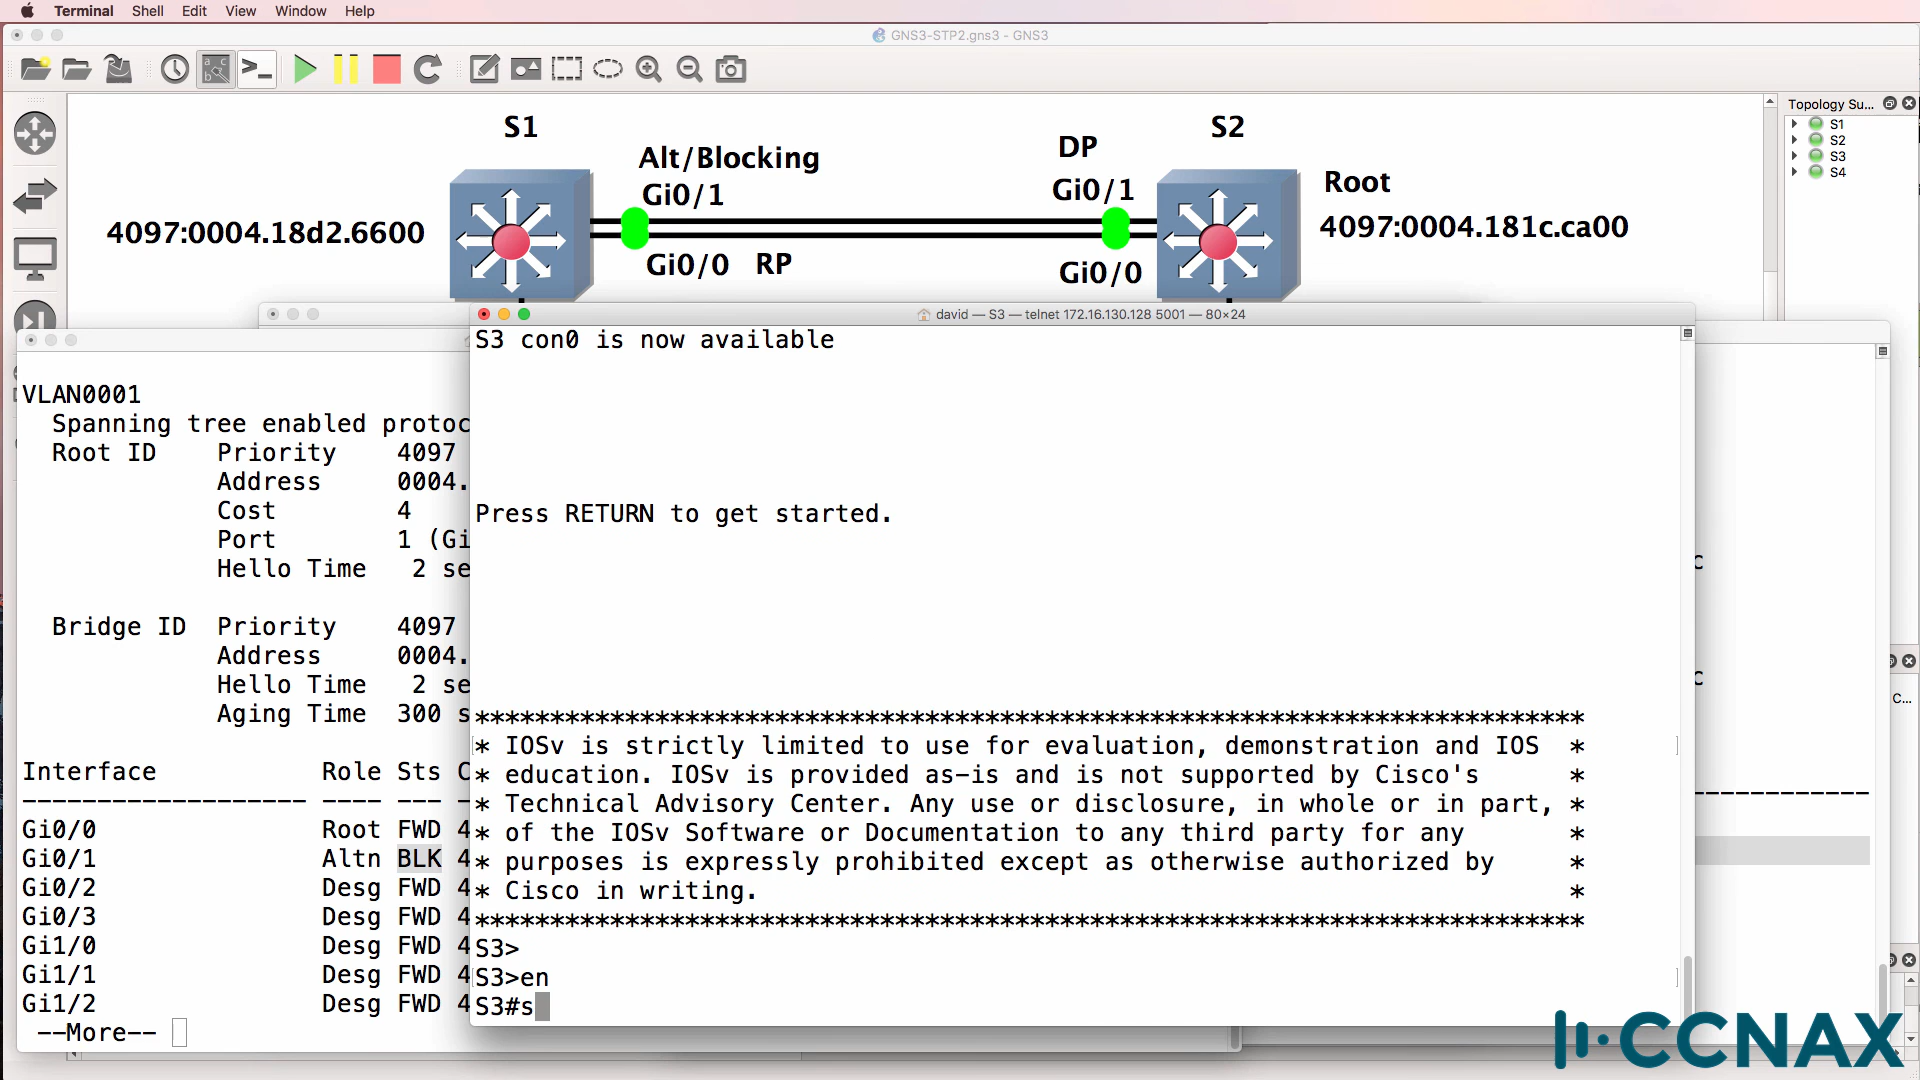 Terminal Shell Edit View Window Help
GNS3-STP2.gns3 - GNS3
Topology Su...
S1
S2
S3
S4
S1
S2
Alt/Blocking
Gi0/1
DP
Gi0/1
Root
4097:0004.18d2.6600
4097:0004.181c.ca00
Gi0/0 RP
Gi0/0
david — S3 — telnet 172.16.130.128 5001 — 80×24
S3 con0 is now available
Press RETURN to get started.
******************************************************************
* IOSv is strictly limited to use for evaluation, demonstration and IOS *
* education. IOSv is provided as-is and is not supported by Cisco's *
* Technical Advisory Center. Any use or disclosure, in whole or in part, *
* of the IOSv Software or Documentation to any third party for any *
* purposes is expressly prohibited except as otherwise authorized by *
* Cisco in writing. *
******************************************************************
S3>
S3>en
S3#s
VLAN0001
Spanning tree enabled protoc
Root ID Priority 4097
Address 0004.
Cost 4
Port 1 (Gi
Hello Time 2 se
Bridge ID Priority 4097
Address 0004.
Hello Time 2 se
Aging Time 300 s
Interface Role Sts C
------------------- ---- --- -
Gi0/0 Root FWD 4
Gi0/1 Altn BLK 4
Gi0/2 Desg FWD 4
Gi0/3 Desg FWD 4
Gi1/0 Desg FWD 4
Gi1/1 Desg FWD 4
Gi1/2 Desg FWD 4
--More--
c
c
C...
CCNAX